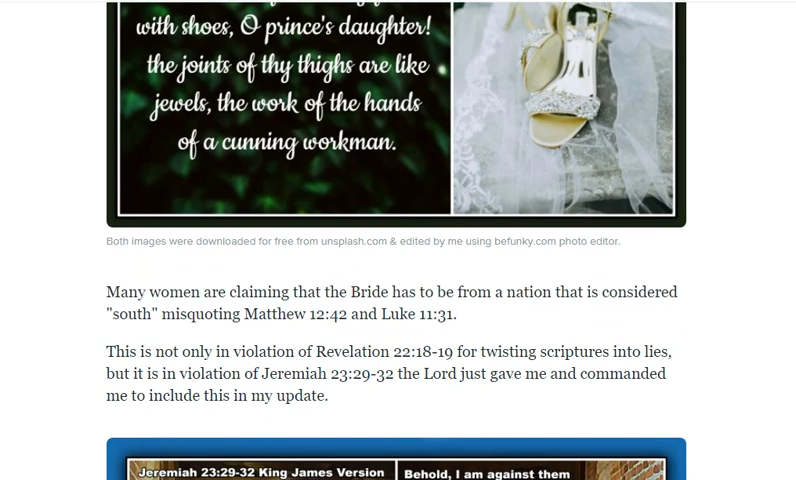 with shoes, O prince's daughter!
the joints of thy thighs are like
jewels, the work of the hands
of a cunning workman.
Both images were downloaded for free from unsplash.com & edited by me using befunky.com photo editor.
Many women are claiming that the Bride has to be from a nation that is considered
"south" misquoting Matthew 12:42 and Luke 11:31.
This is not only in violation of Revelation 22:18-19 for twisting scriptures into lies,
but it is in violation of Jeremiah 23:29-32 the Lord just gave me and commanded
me to include this in my update.
Jeremiah 23:29-32 King James Version
Behold, I am against them